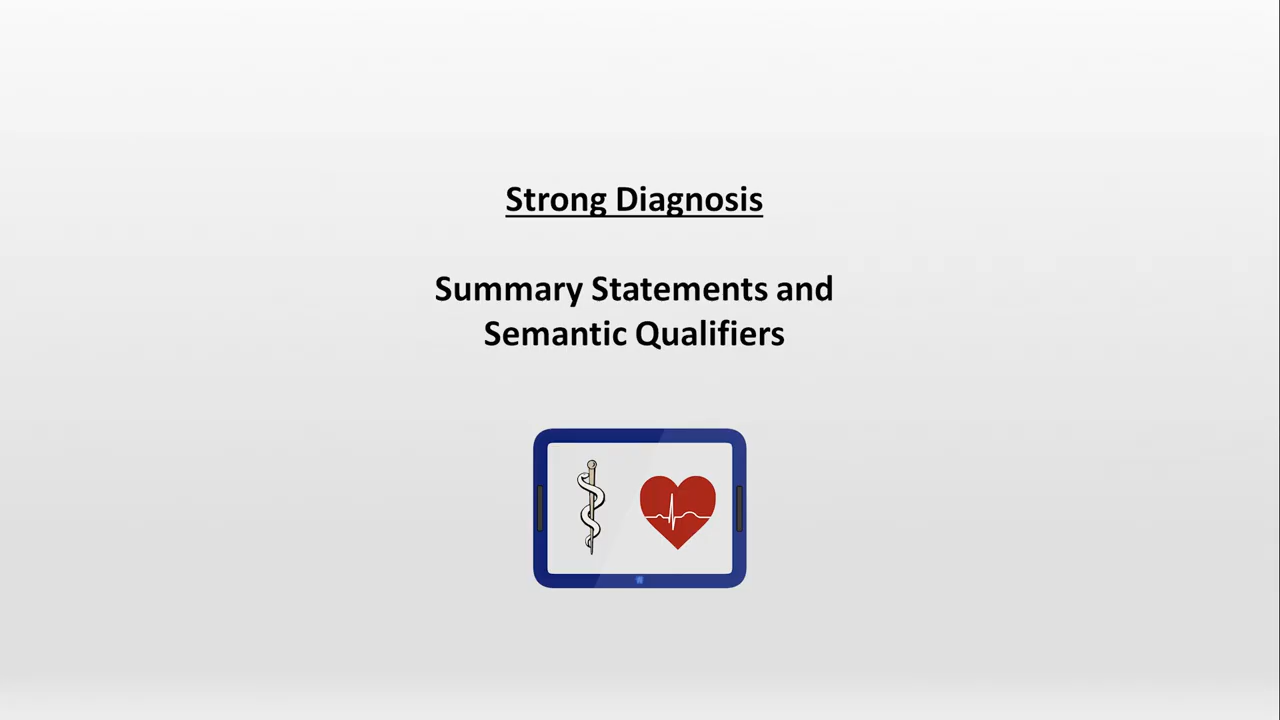 Strong Diagnosis
Summary Statements and
Semantic Qualifiers